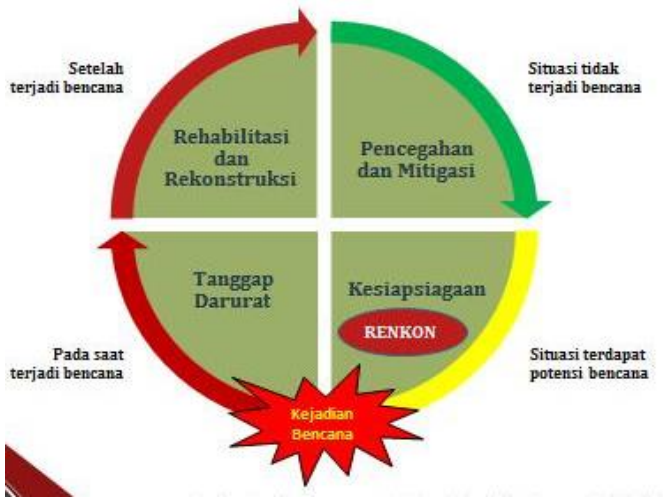 Setelah
terjadi bencana
Situasi tidak
terjadi bencana
Rehabilitasi
dan
Rekonstruksi
Pencegahan
dan Mitigasi
Tanggap
Darurat
Kesiapsiagaan
RENKON
Pada saat
terjadi bencana
Situasi terdapat
potensi bencana
Kejadian
Bencana